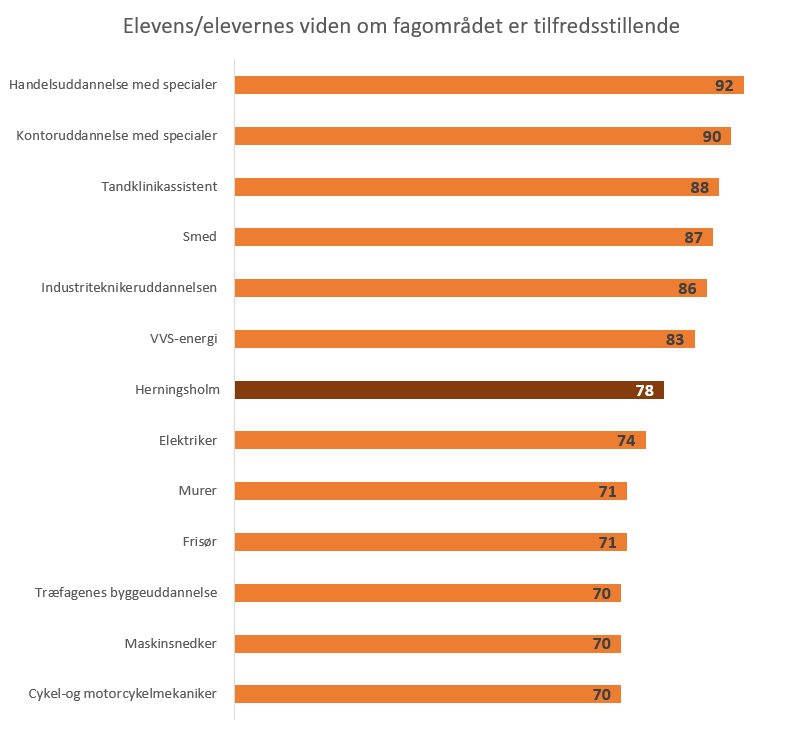 Elevens/elevernes viden om fagområdet er tilfredsstillende
Handelsuddannelse med specialer 92
Kontoruddannelse med specialer 90
Tandklinikassistent 88
Smed 87
Industriteknikeruddannelsen 86
VVS-energi 83
Herningsholm 78
Elektriker 74
Murer 71
Frisør 71
Træfagenes byggeuddannelse 70
Maskinsnedker 70
Cykel-og motorcykelmekaniker 70